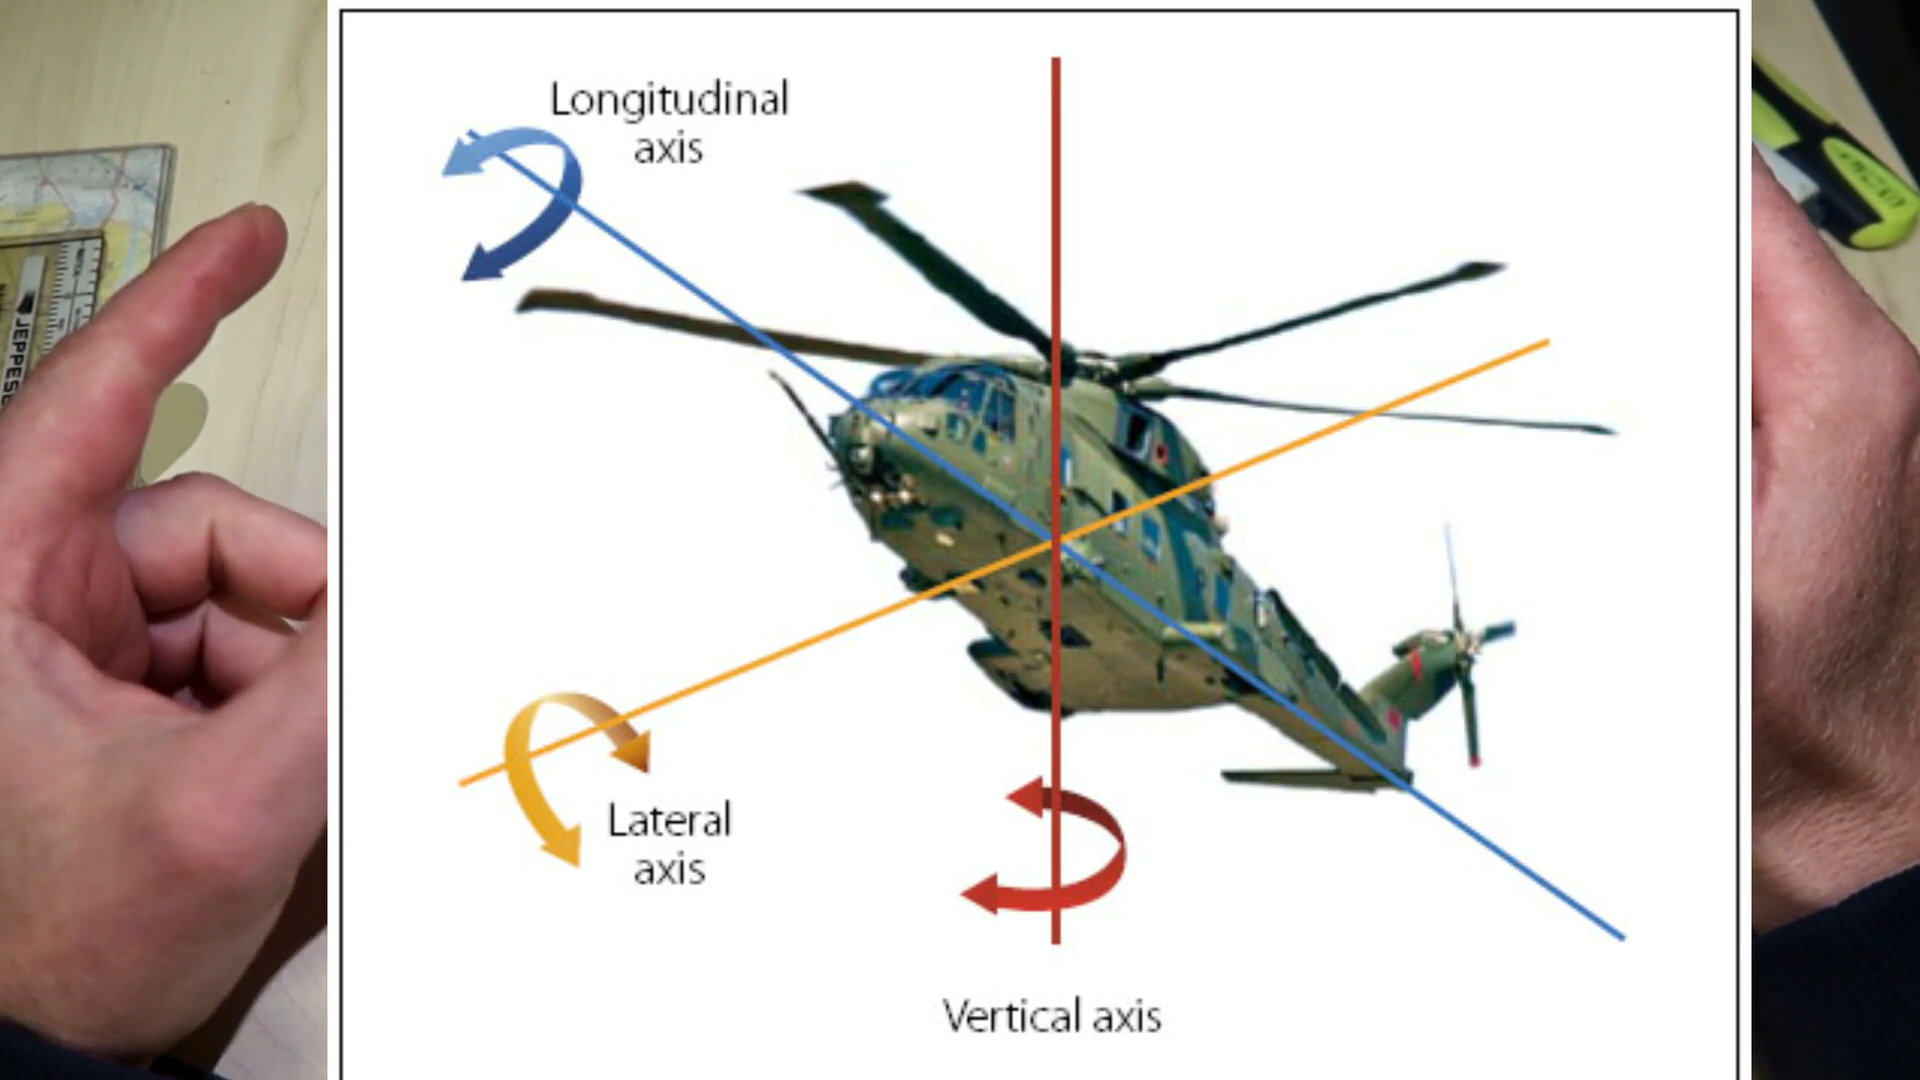 Longitudinal
axis
Lateral
axis
Vertical axis